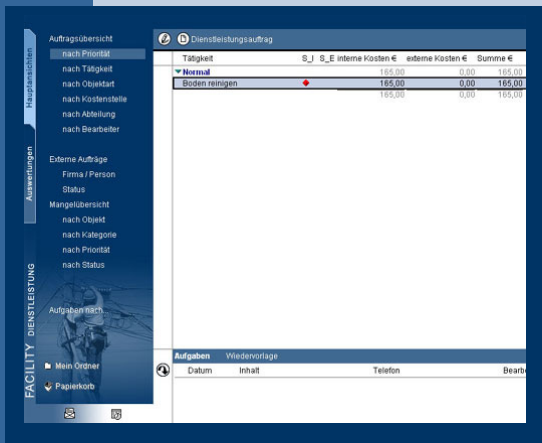 Hauptansichten
Auswertungen
FACILITY DIENSTLEISTUNG
Auftragsübersicht
nach Priorität
nach Tätigkeit
nach Objektart
nach Kostenstelle
nach Abteilung
nach Bearbeiter
Externe Aufträge
Firma / Person
Status
Mangelübersicht
nach Objekt
nach Kategorie
nach Priorität
nach Status
Aufgaben nach...
Mein Ordner
Papierkorb
Dienstleistungsauftrag
Tätigkeit S_I S_E interne Kosten € externe Kosten € Summe €
Normal 165,00 0,00 165,00
Boden reinigen 165,00 0,00 165,00
165,00 0,00 165,00
Aufgaben Wiedervorlage
Datum Inhalt Telefon Bearb